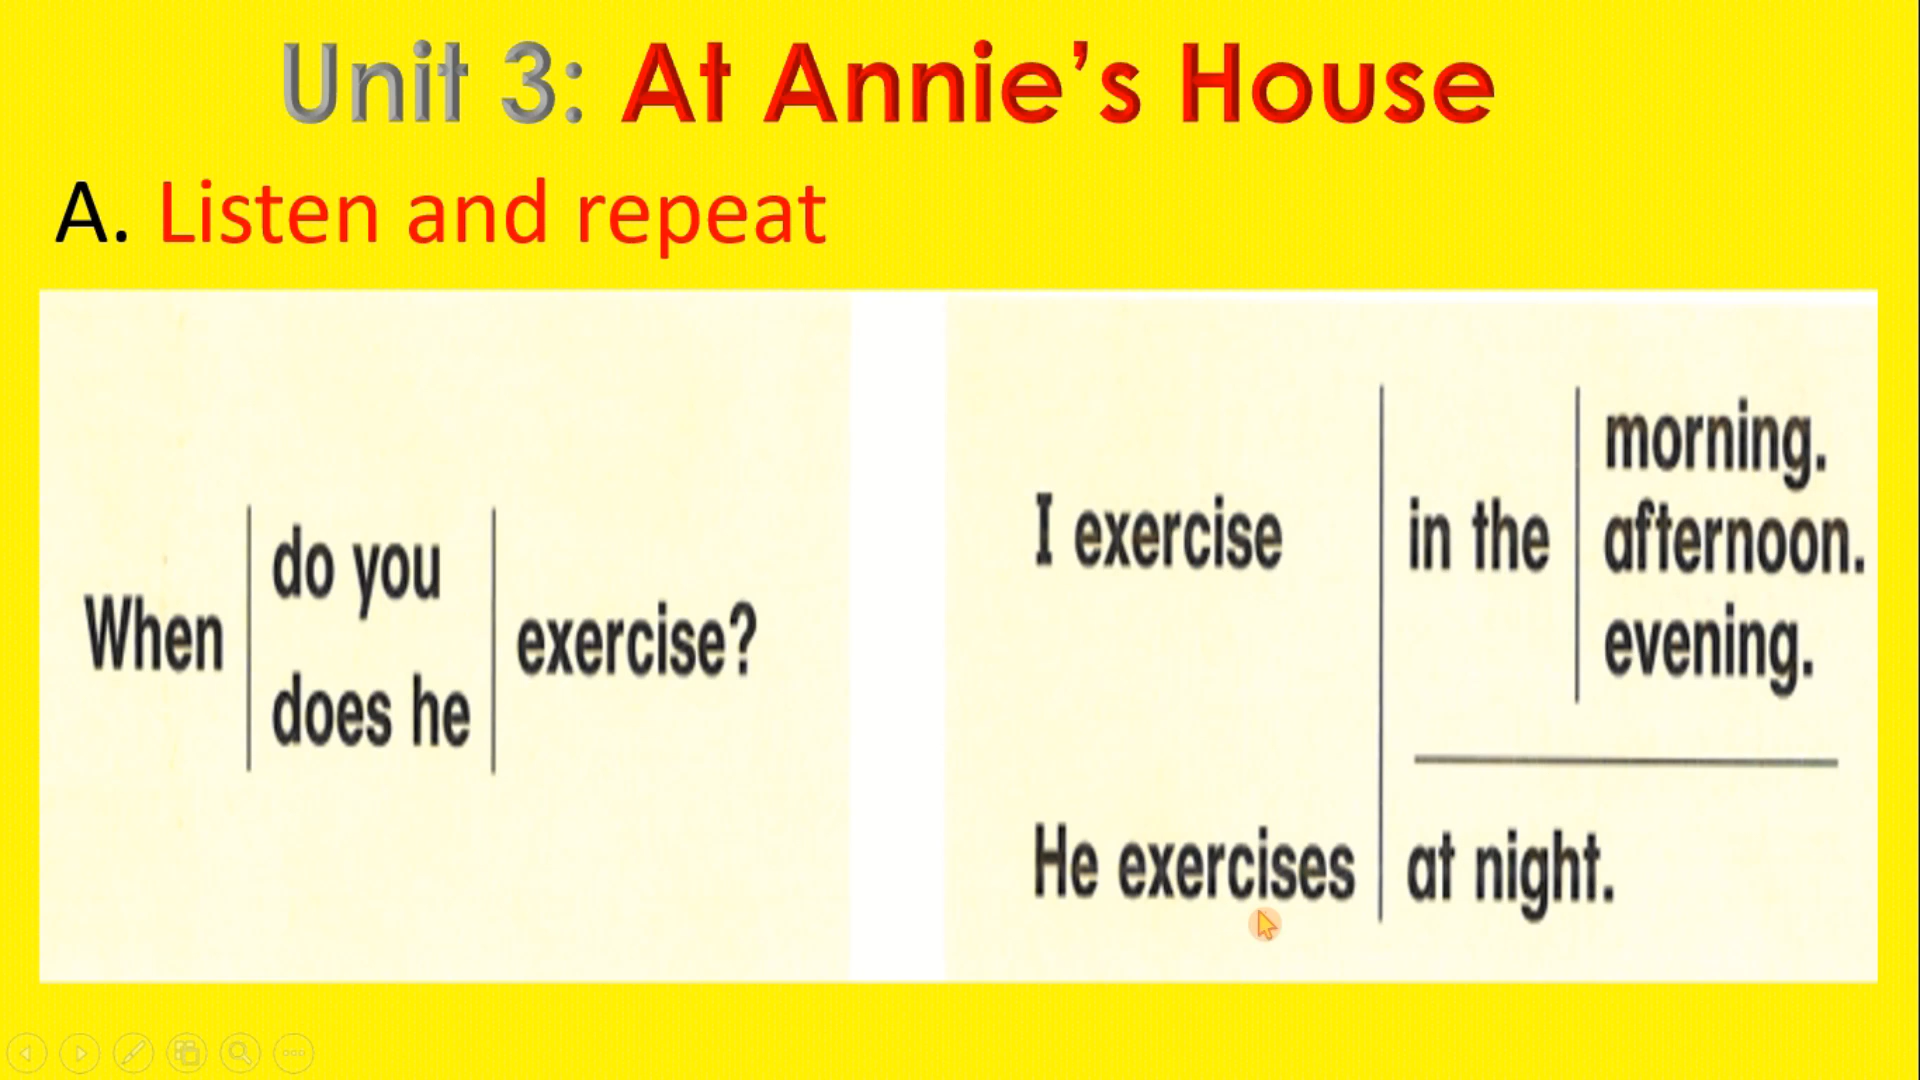 Unit 3: At Annie's House
A. Listen and repeat
When
do you
does he
exercise?
I exercise
He exercises
in the
morning.
afternoon.
evening.
at night.